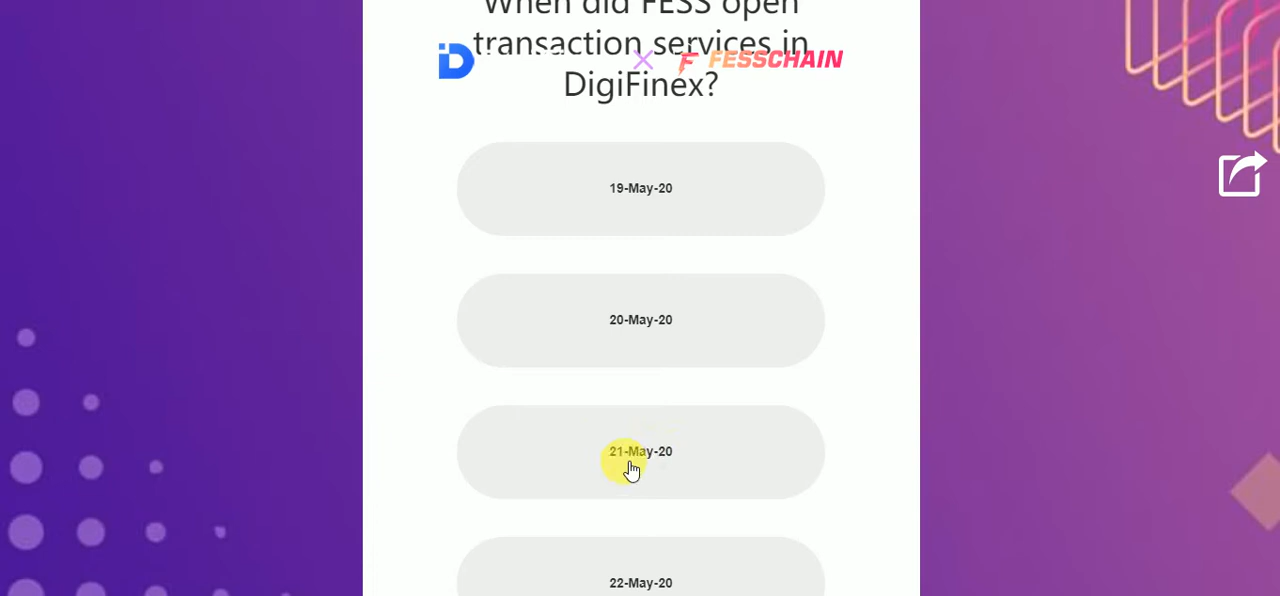 When did FESS open
transaction services in
DigiFinex?
FESSCHAIN
19-May-20
20-May-20
21-May-20
22-May-20